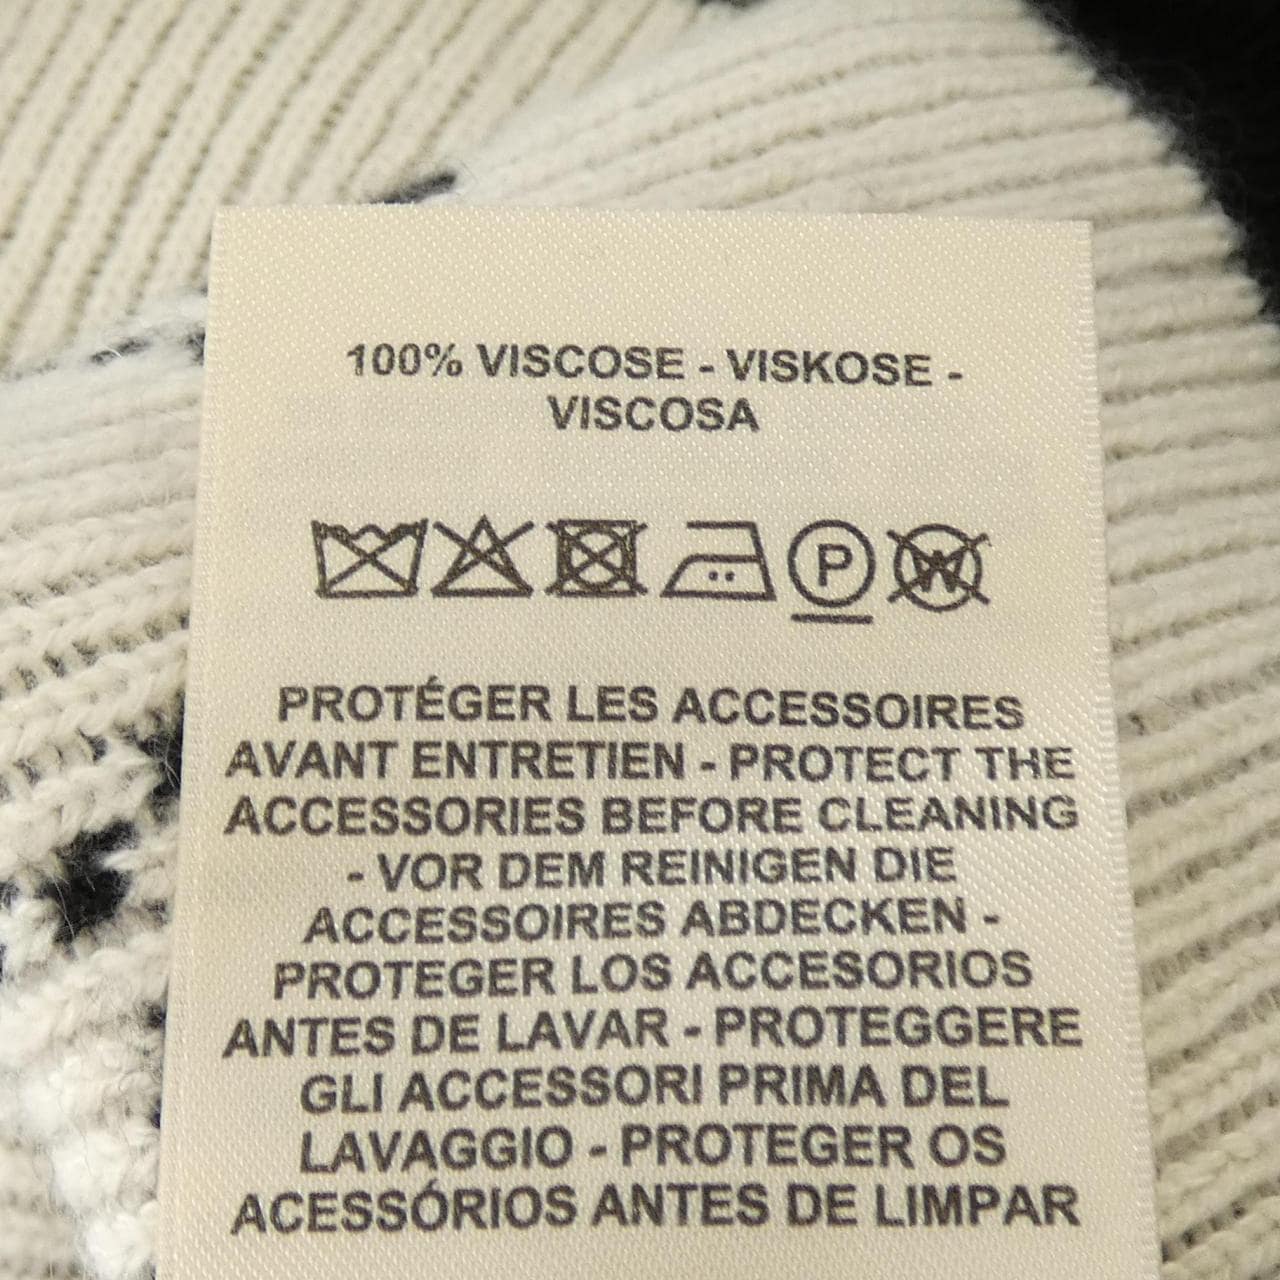 100% VISCOSE - VISKOSE -
VISCOSA
P W
PROTÉGER LES ACCESSOIRES
AVANT ENTRETIEN - PROTECT THE
ACCESSORIES BEFORE CLEANING
- VOR DEM REINIGEN DIE
ACCESSOIRES ABDECKEN -
PROTEGER LOS ACCESORIOS
ANTES DE LAVAR - PROTEGGERE
GLI ACCESSORI PRIMA DEL
LAVAGGIO - PROTEGER OS
ACESSÓRIOS ANTES DE LIMPAR